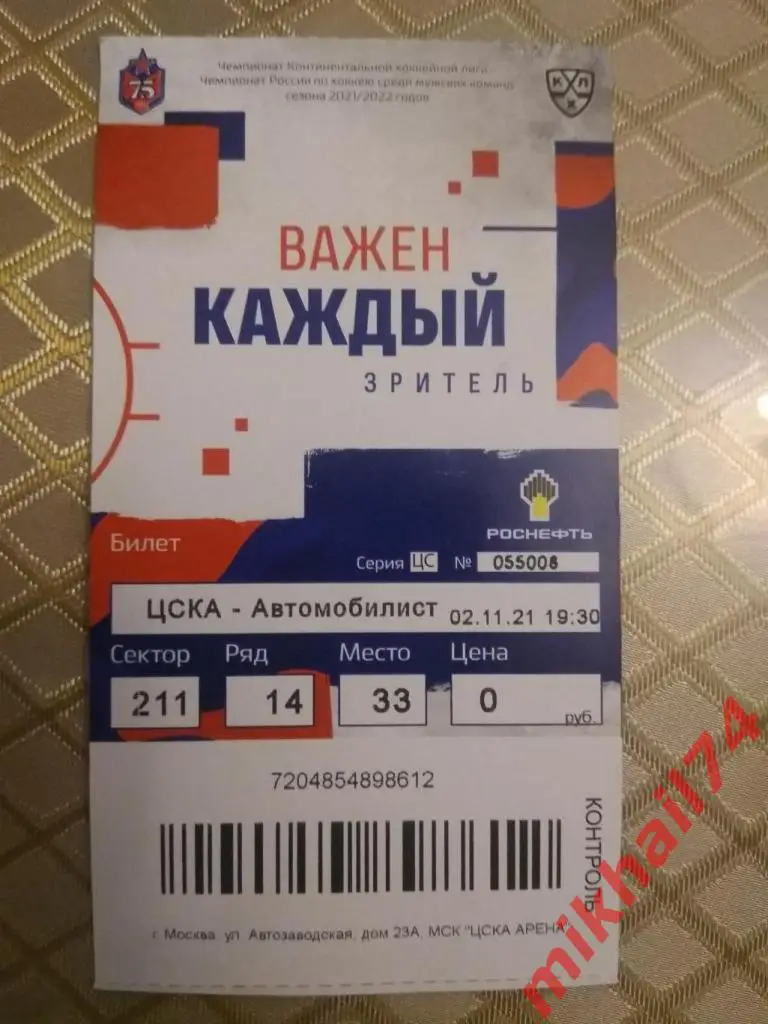 75
Чемпионат Континентальной хоккейной лиги -
Чемпионат России по хоккею среди мужских команд
сезона 2021/2022 годов
КХЛ
ВАЖЕН
КАЖДЫЙ
ЗРИТЕЛЬ
РОСНЕФТЬ
Билет
Серия ЦС № 055006
ЦСКА - Автомобилист 02.11.21 19:30
Сектор Ряд Место Цена
211 14 33 0 руб.
7204854898612
КОНТРОЛЬ
г. Москва, ул. Автозаводская, дом 23А, МСК "ЦСКА АРЕНА"
mikhail74